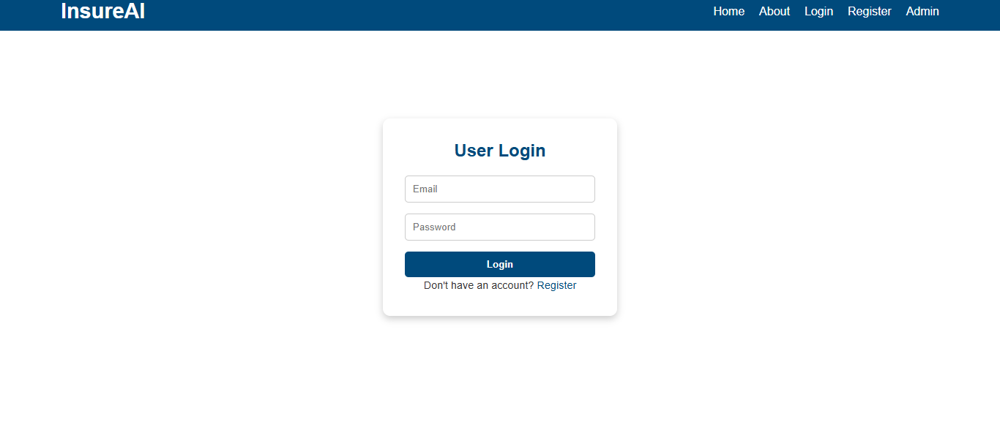 InsureAI
Home About Login Register Admin
User Login
Email
Password
Login
Don't have an account? Register